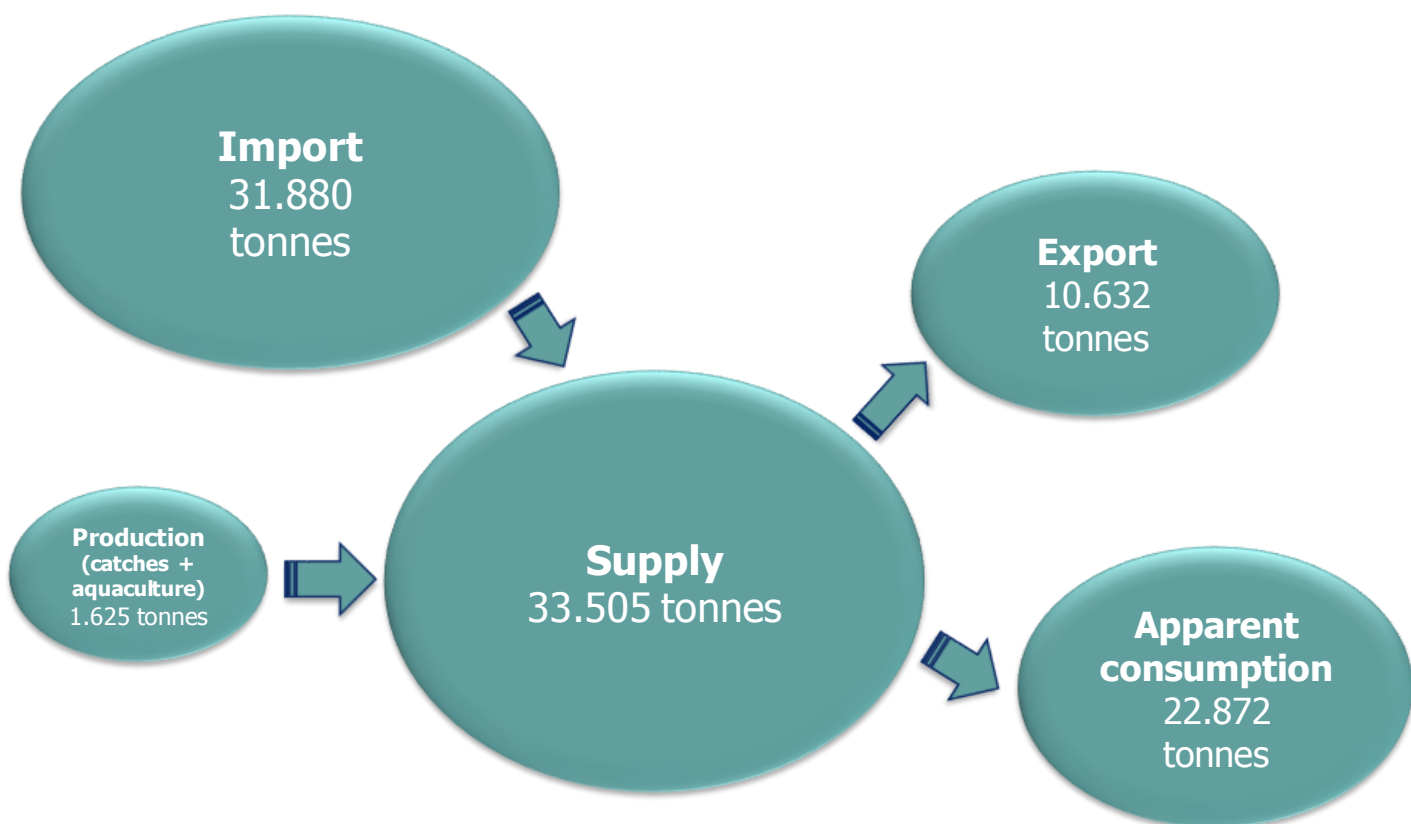 Import
31.880
tonnes
Export
10.632
tonnes
Production
(catches +
aquaculture)
1.625 tonnes
Supply
33.505 tonnes
Apparent
consumption
22.872
tonnes